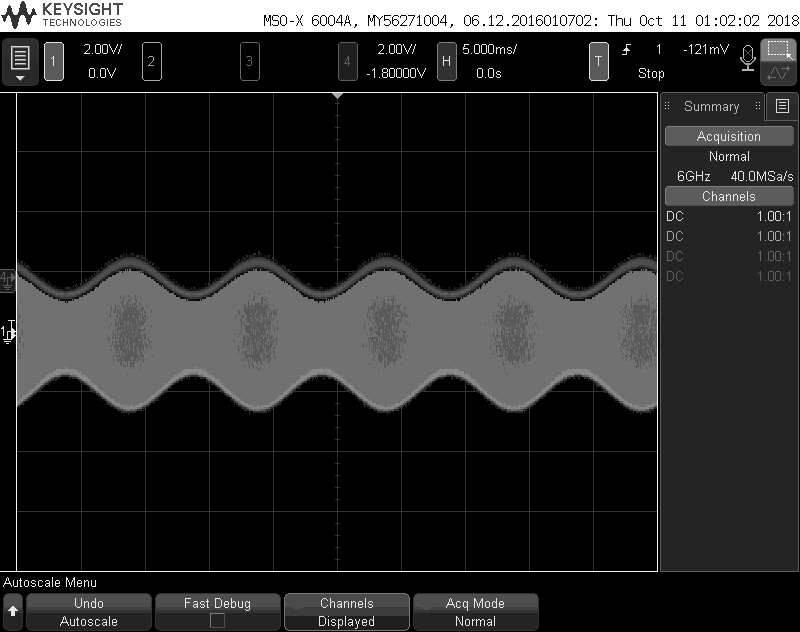 KEYSIGHT
TECHNOLOGIES
MSO-X 6004A, MY56271004, 06.12.2016010702: Thu Oct 11 01:02:02 2018
1 2.00V/ 2 3 4 2.00V/ H 5.000ms/ T 1 -121mV
0.0V -1.80000V 0.0s Stop
Summary
Acquisition
Normal
6GHz 40.0MSa/s
Channels
DC 1.00:1
DC 1.00:1
DC 1.00:1
DC 1.00:1
4
1
T
Autoscale Menu
Undo
Autoscale
Fast Debug
Channels
Displayed
Acq Mode
Normal